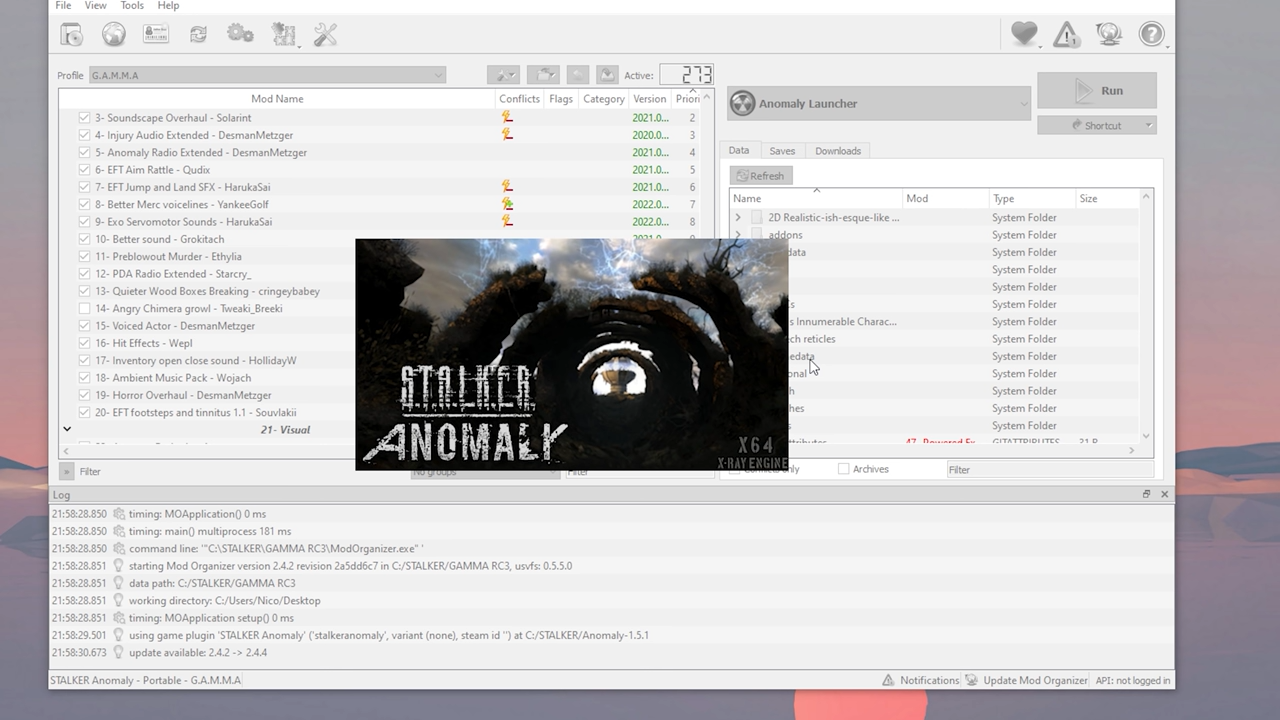 File View Tools Help
Profile G.A.M.M.A Active: 273
Mod Name Conflicts Flags Category Version Priori
3- Soundscape Overhaul - Solarint 2021.0... 2
4- Injury Audio Extended - DesmanMetzger 2020.0... 3
5- Anomaly Radio Extended - DesmanMetzger 2021.0... 4
6- EFT Aim Rattle - Qudix 2021.0... 5
7- EFT Jump and Land SFX - HarukaSai 2021.0... 6
8- Better Merc voicelines - YankeeGolf 2022.0... 7
9- Exo Servomotor Sounds - HarukaSai 2022.0... 8
10- Better sound - Grokitach
11- Preblowout Murder - Ethylia
12- PDA Radio Extended - Starcry_
13- Quieter Wood Boxes Breaking - cringeybabey
14- Angry Chimera growl - Tweaki_Breeki
15- Voiced Actor - DesmanMetzger
16- Hit Effects - Wepl
17- Inventory open close sound - HollidayW
18- Ambient Music Pack - Wojach
19- Horror Overhaul - DesmanMetzger
20- EFT footsteps and tinnitus 1.1 - Souvlakii
21- Visual
» Filter No groups Filter
S.T.A.L.K.E.R
ANOMALY
X64
X-RAY ENGINE
Anomaly Launcher
Run
Shortcut
Data Saves Downloads
Refresh
Name Mod Type Size
2D Realistic-ish-esque-like ... System Folder
addons System Folder
data System Folder
System Folder
System Folder
s System Folder
s Innumerable Charac... System Folder
ech reticles System Folder
edata System Folder
onal System Folder
h System Folder
hes System Folder
s System Folder
GITATTRIBUTES
Archives Filter
Log
21:58:28.850 timing: MOApplication() 0 ms
21:58:28.850 timing: main() multiprocess 181 ms
21:58:28.850 command line: '"C:\STALKER\GAMMA RC3\ModOrganizer.exe" '
21:58:28.851 starting Mod Organizer version 2.4.2 revision 2a5dd6c7 in C:/STALKER/GAMMA RC3, usvfs: 0.5.5.0
21:58:28.851 data path: C:/STALKER/GAMMA RC3
21:58:28.851 working directory: C:/Users/Nico/Desktop
21:58:28.851 timing: MOApplication setup() 0 ms
21:58:29.501 using game plugin 'STALKER Anomaly' ('stalkeranomaly', variant (none), steam id '') at C:/STALKER/Anomaly-1.5.1
21:58:30.673 update available: 2.4.2 -> 2.4.4
STALKER Anomaly - Portable - G.A.M.M.A Notifications Update Mod Organizer API: not logged in